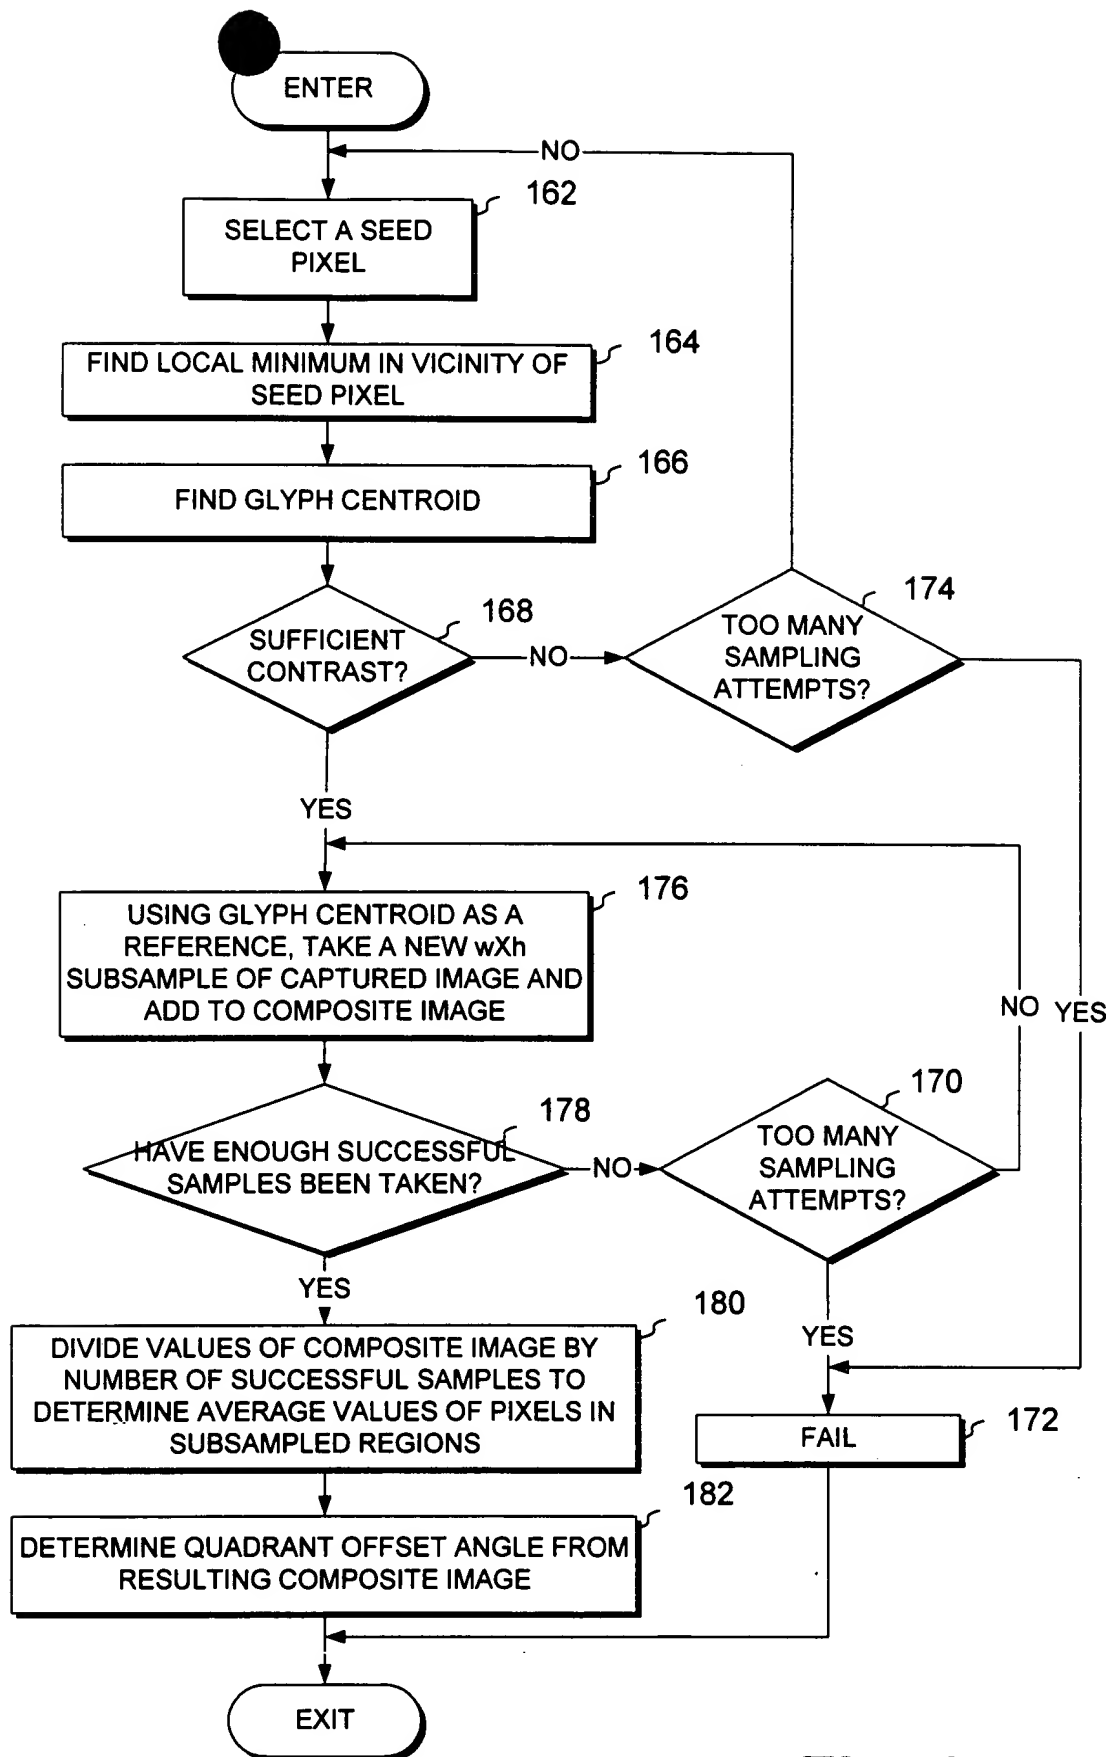 ENTER
NO
162
SELECT A SEED
PIXEL
164
FIND LOCAL MINIMUM IN VICINITY OF
SEED PIXEL
166
FIND GLYPH CENTROID
168
SUFFICIENT
CONTRAST?
NO
174
TOO MANY
SAMPLING
ATTEMPTS?
YES
176
USING GLYPH CENTROID AS A
REFERENCE, TAKE A NEW wXh
SUBSAMPLE OF CAPTURED IMAGE AND
ADD TO COMPOSITE IMAGE
NO
YES
178
HAVE ENOUGH SUCCESSFUL
SAMPLES BEEN TAKEN?
NO
170
TOO MANY
SAMPLING
ATTEMPTS?
YES
YES
180
DIVIDE VALUES OF COMPOSITE IMAGE BY
NUMBER OF SUCCESSFUL SAMPLES TO
DETERMINE AVERAGE VALUES OF PIXELS IN
SUBSAMPLED REGIONS
172
FAIL
182
DETERMINE QUADRANT OFFSET ANGLE FROM
RESULTING COMPOSITE IMAGE
EXIT